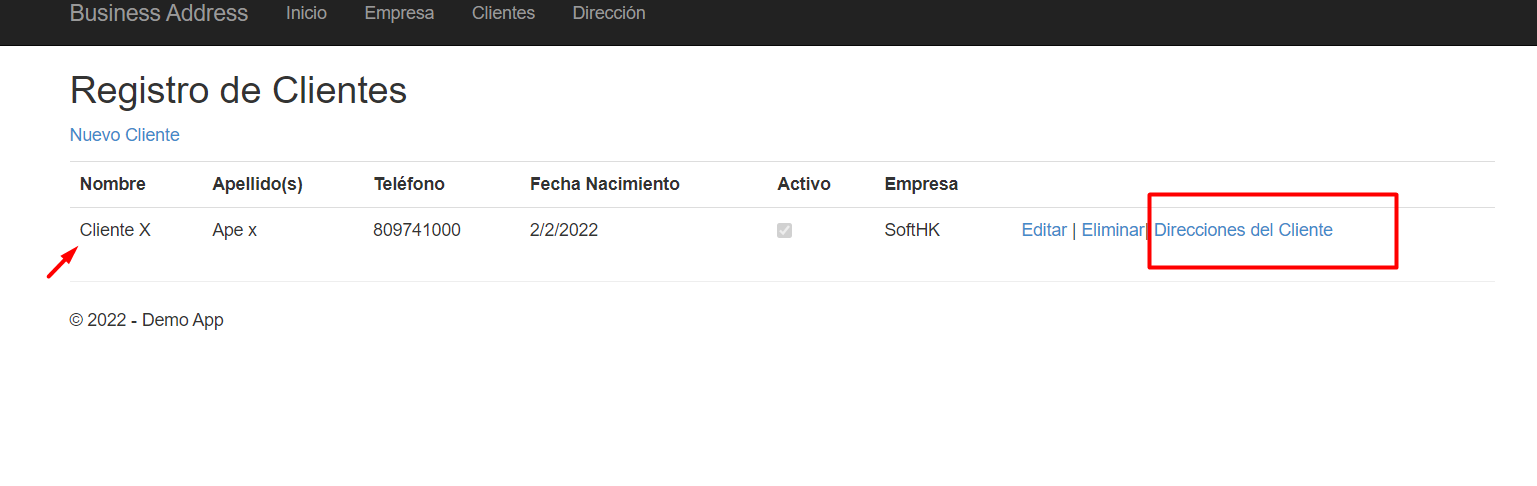 Business Address Inicio Empresa Clientes Dirección
Registro de Clientes
Nuevo Cliente
Nombre Apellido(s) Teléfono Fecha Nacimiento Activo Empresa
Cliente X Ape x 809741000 2/2/2022 SoftHK Editar | Eliminar| Direcciones del Cliente
© 2022 - Demo App